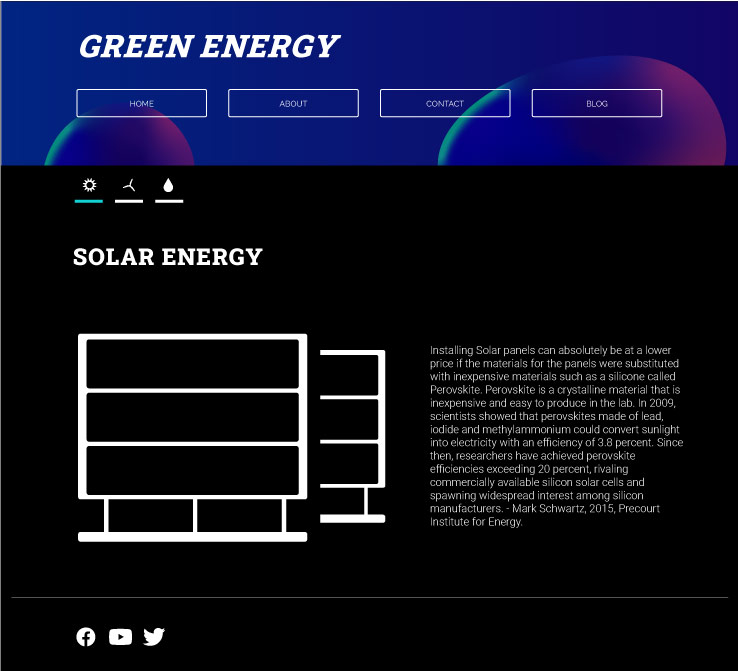 GREEN ENERGY
HOME
ABOUT
CONTACT
BLOG
SOLAR ENERGY
Installing Solar panels can absolutely be at a lower
price if the materials for the panels were substituted
with inexpensive materials such as a silicone called
Perovskite. Perovskite is a crystalline material that is
inexpensive and easy to produce in the lab. In 2009,
scientists showed that perovskites made of lead,
iodide and methylammonium could convert sunlight
into electricity with an efficiency of 3.8 percent. Since
then, researchers have achieved perovskite
efficiencies exceeding 20 percent, rivaling
commercially available silicon solar cells and
spawning widespread interest among silicon
manufacturers. - Mark Schwartz, 2015, Precourt
Institute for Energy.